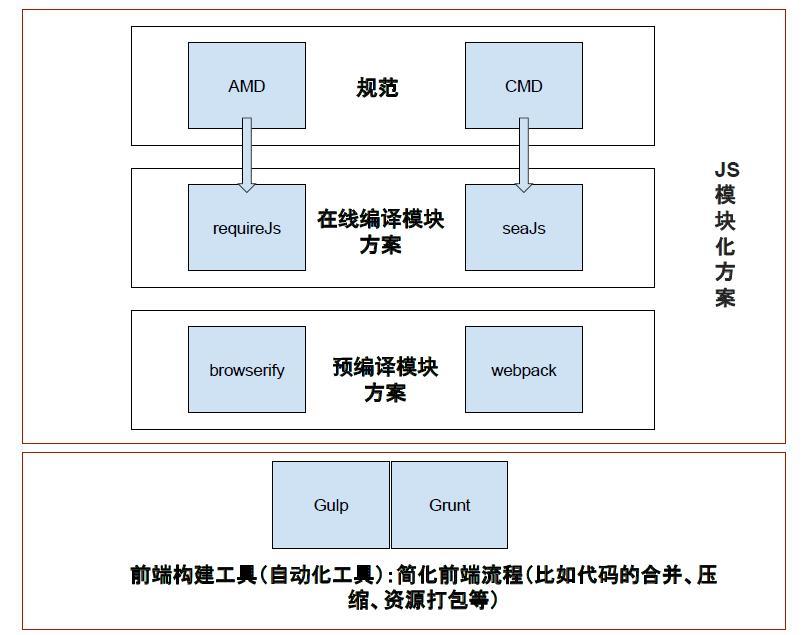 AMD
规范
CMD
requireJs
在线编译模块
方案
seaJs
browserify
预编译模块
方案
webpack
JS
模
块
化
方
案
Gulp
Grunt
前端构建工具(自动化工具):简化前端流程(比如代码的合并、压
缩、资源打包等)